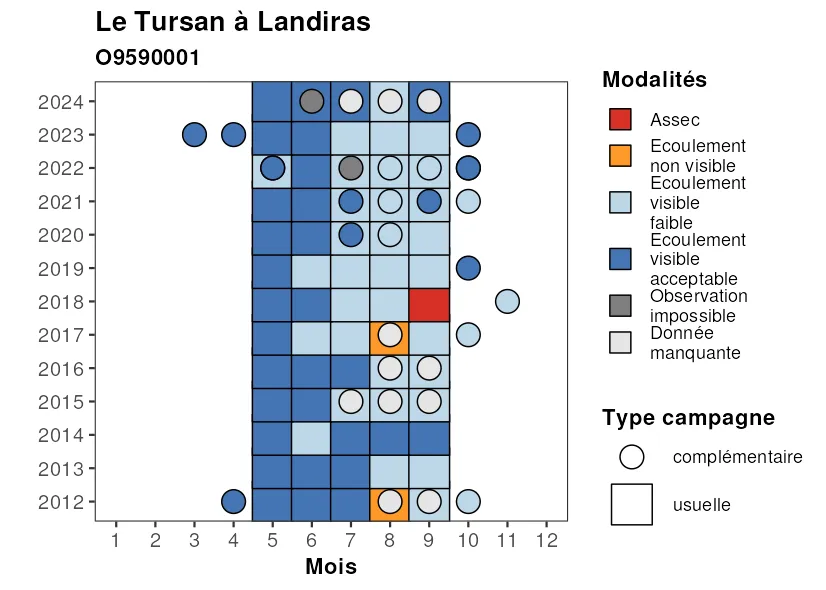 Le Tursan à Landiras
O9590001
2024
2023
2022
2021
2020
2019
2018
2017
2016
2015
2014
2013
2012
1 2 3 4 5 6 7 8 9 10 11 12
Mois
Modalités
Assec
Ecoulement
non visible
Ecoulement
visible
faible
Ecoulement
visible
acceptable
Observation
impossible
Donnée
manquante
Type campagne
complémentaire
usuelle